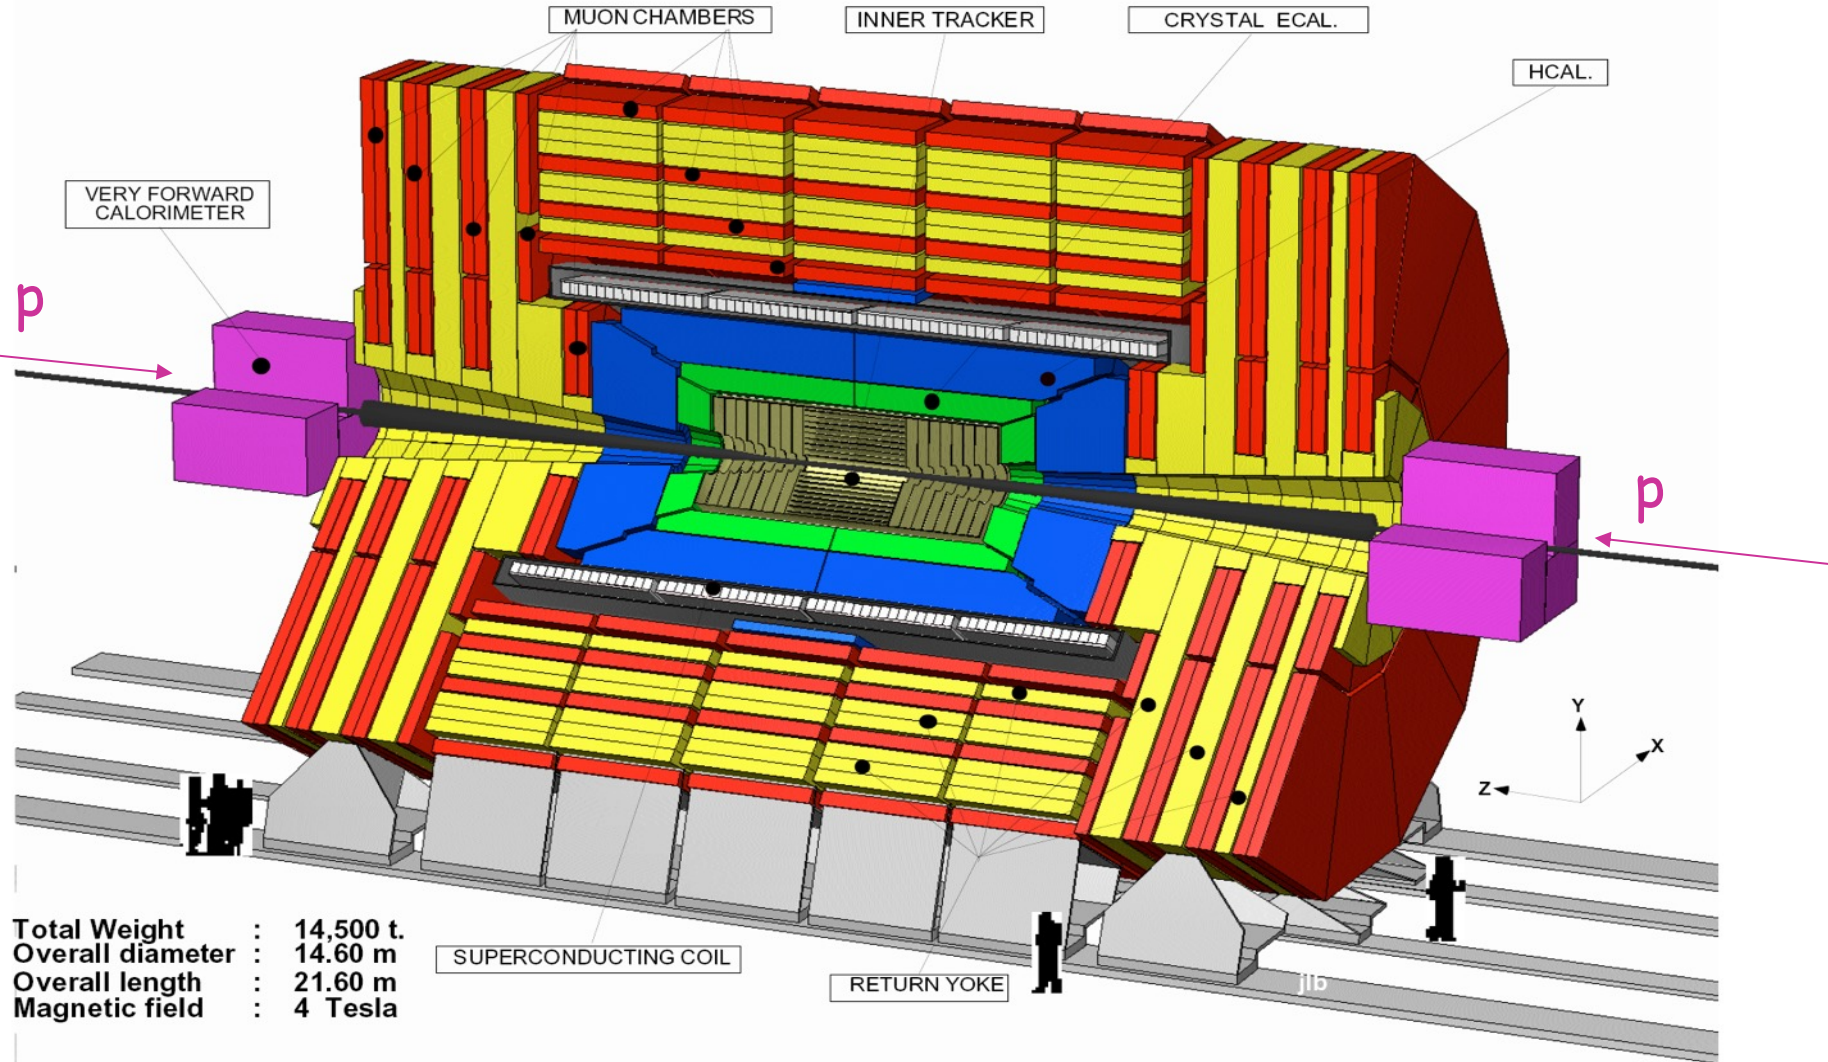 MUON CHAMBERS
INNER TRACKER
CRYSTAL ECAL.
HCAL.
VERY FORWARD
CALORIMETER
p
p
Y
X
Z
Total Weight : 14,500 t.
Overall diameter : 14.60 m
Overall length : 21.60 m
Magnetic field : 4 Tesla
SUPERCONDUCTING COIL
RETURN YOKE
jlb